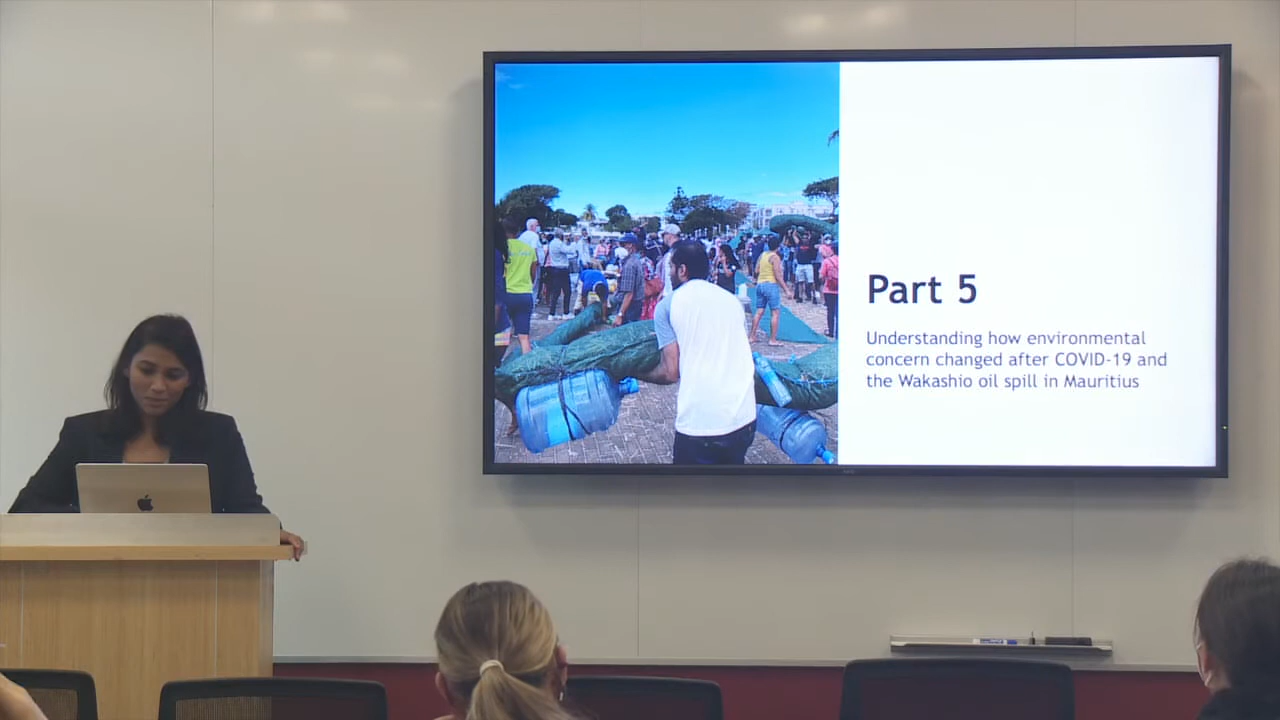 Part 5
Understanding how environmental
concern changed after COVID-19 and
the Wakashio oil spill in Mauritius